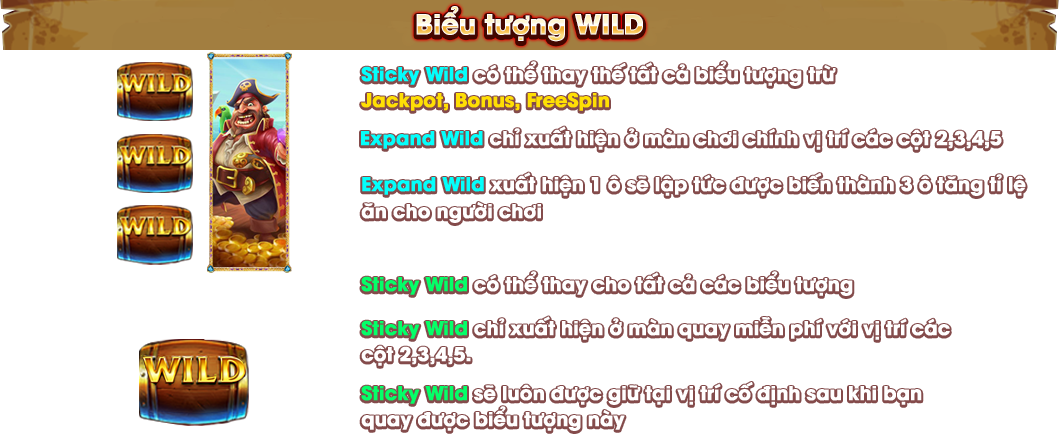 Biểu tượng WILD
WILD
WILD
WILD
Sticky Wild có thể thay thế tất cả biểu tượng trừ
Jackpot, Bonus, FreeSpin
Expand Wild chỉ xuất hiện ở màn chơi chính vị trí các cột 2,3,4,5
Expand Wild xuất hiện 1 ô sẽ lập tức được biến thành 3 ô tăng tỉ lệ
ăn cho người chơi
WILD
Sticky Wild có thể thay cho tất cả các biểu tượng
Sticky Wild chỉ xuất hiện ở màn quay miễn phí với vị trí các
cột 2,3,4,5.
Sticky Wild sẽ luôn được giữ tại vị trí cố định sau khi bạn
quay được biểu tượng này